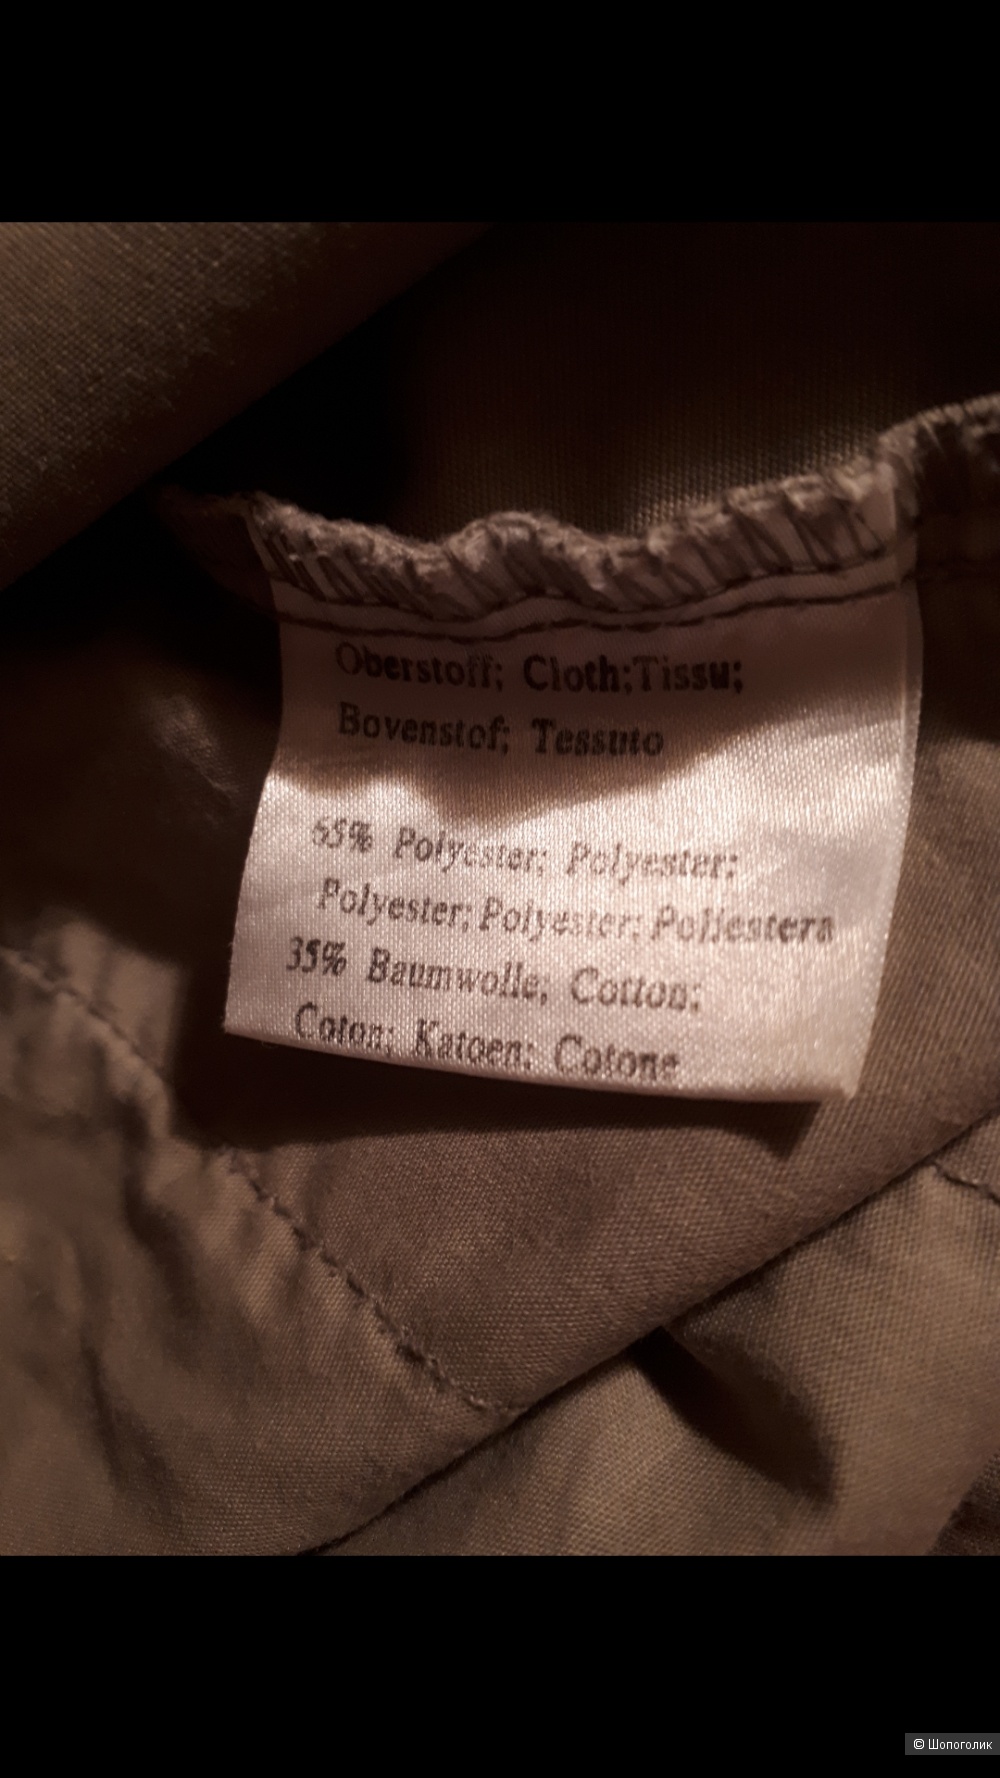 Oberstoff; Cloth;Tissu;
Bovenstof; Tessuto
65% Polyester; Polyester;
Polyester; Polyester; Poliestera
35% Baumwolle; Cotton;
Coton; Katoen; Cotone
© Шопоголик